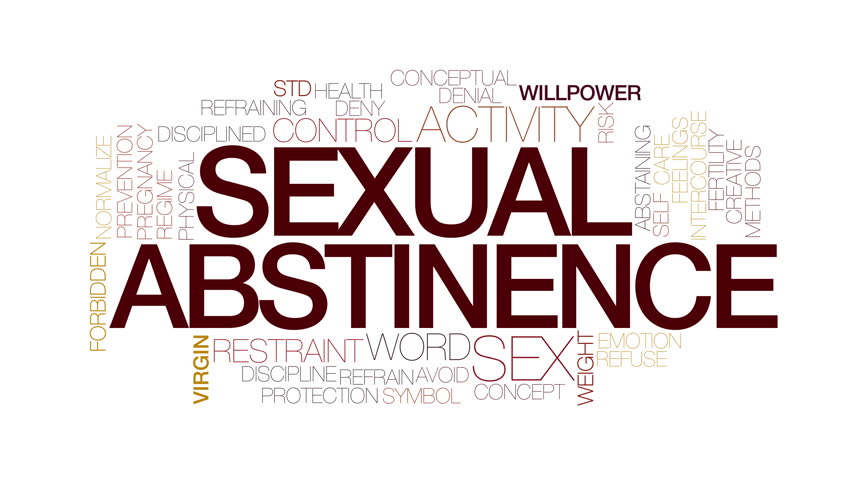 CONCEPTUAL
STD
HEALTH
DENIAL
WILLPOWER
REFRAINING
DENY
DISCIPLINED
CONTROL
ACTIVITY
RISK
NORMALIZE
PREVENTION
PREGNANCY
REGIME
PHYSICAL
SEXUAL
ABSTAINING
SELF CARE
FEELINGS
INTERCOURSE
FERTILITY
CREATIVE
METHODS
FORBIDDEN
ABSTINENCE
VIRGIN
RESTRAINT
WORD
SEX
WEIGHT
EMOTION
REFUSE
DISCIPLINE
REFRAIN
AVOID
PROTECTION
SYMBOL
CONCEPT